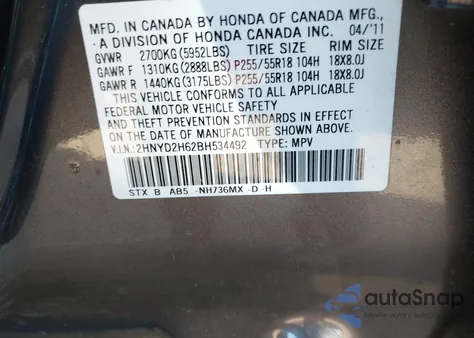 MFD. IN CANADA BY HONDA OF CANADA MFG.,
A DIVISION OF HONDA CANADA INC. 04/'11
GVWR 2700KG (5952LBS) TIRE SIZE RIM SIZE
GAWR F 1310KG (2888LBS) P255/55R18 104H 18X8.0J
GAWR R 1440KG (3175LBS) P255/55R18 104H 18X8.0J
THIS VEHICLE CONFORMS TO ALL APPLICABLE
FEDERAL MOTOR VEHICLE SAFETY
AND THEFT PREVENTION STANDARDS IN EFFECT ON
THE DATE OF MANUFACTURE SHOWN ABOVE.
V.I.N.:2HNYD2H62BH534492 TYPE: MPV
STX B AB5 -NH736MX -D -H
autoSnap